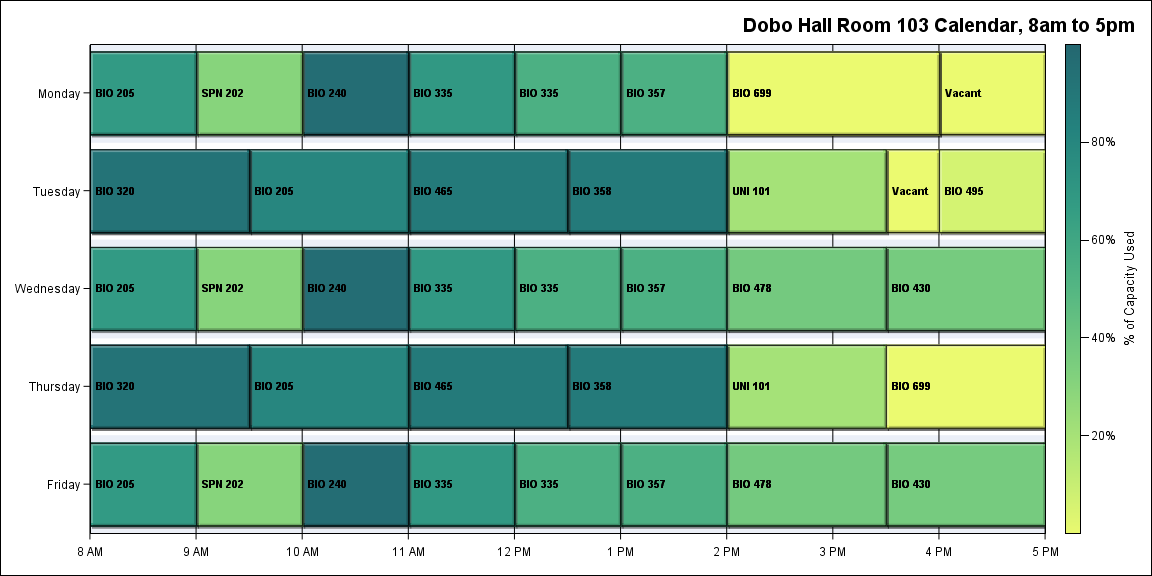 Dobo Hall Room 103 Calendar, 8am to 5pm
Monday
BIO 205
SPN 202
BIO 240
BIO 335
BIO 335
BIO 357
BIO 699
Vacant
Tuesday
BIO 320
BIO 205
BIO 465
BIO 358
UNI 101
Vacant
BIO 495
Wednesday
BIO 205
SPN 202
BIO 240
BIO 335
BIO 335
BIO 357
BIO 478
BIO 430
Thursday
BIO 320
BIO 205
BIO 465
BIO 358
UNI 101
BIO 699
Friday
BIO 205
SPN 202
BIO 240
BIO 335
BIO 335
BIO 357
BIO 478
BIO 430
8 AM
9 AM
10 AM
11 AM
12 PM
1 PM
2 PM
3 PM
4 PM
5 PM
80%
60%
40%
20%
% of Capacity Used